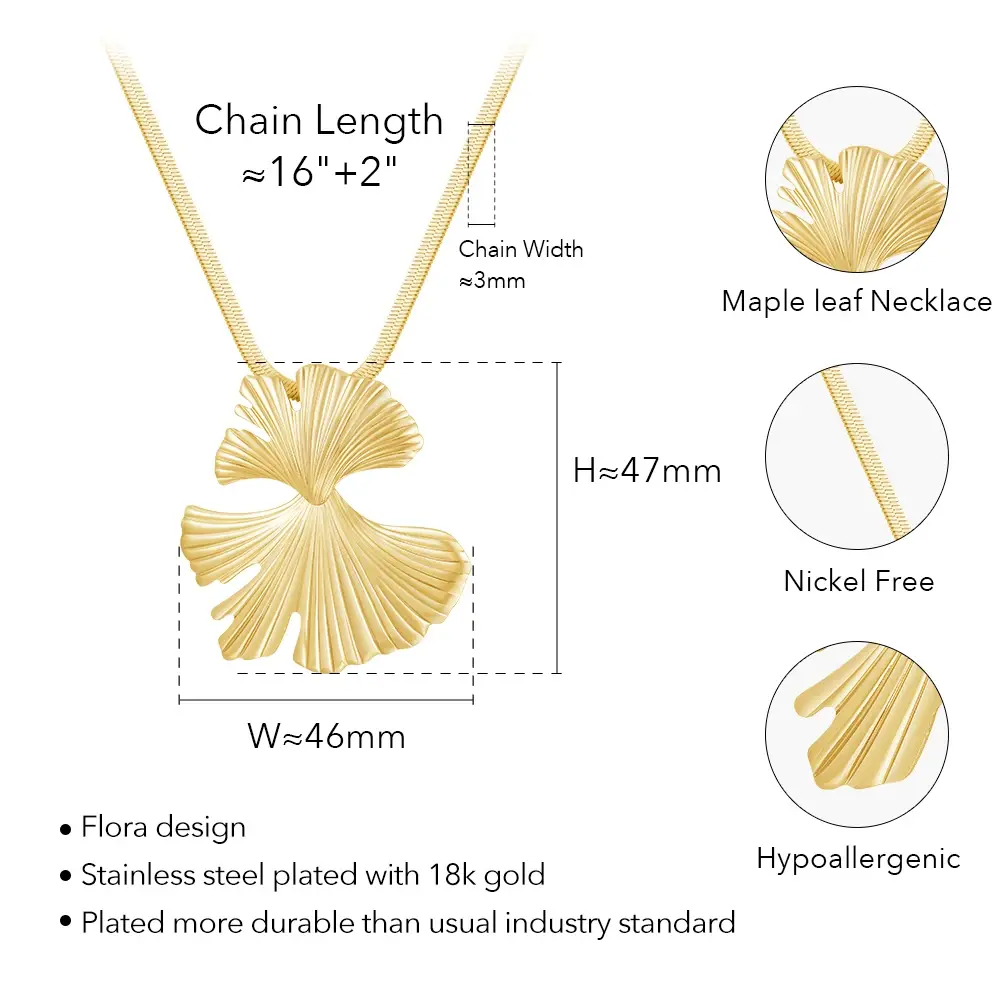 Chain Length
≈16"+2"
Chain Width
≈3mm
Maple leaf Necklace
H≈47mm
Nickel Free
W≈46mm
Hypoallergenic
• Flora design
• Stainless steel plated with 18k gold
• Plated more durable than usual industry standard